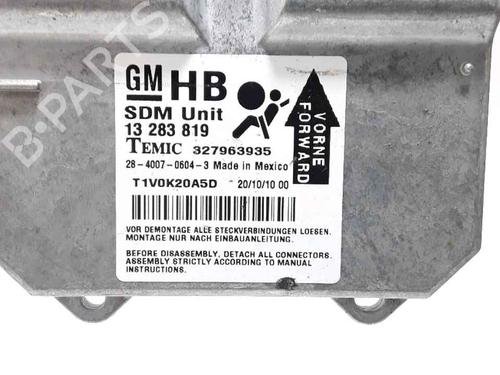 GM HB
SDM Unit
13 283 819
TEMIC 327963935
28-4007-0604-3 Made in Mexico
T1V0K20A5D 20/10/10 00
VORNE
FORWARD
VOR DEMONTAGE ALLE STECKVERBINDUNGEN LOESEN.
MONTAGE NUR NACH EINBAUANLEITUNG.
BEFORE DISASSEMBLY, DETACH ALL CONNECTORS.
ASSEMBLY STRICTLY ACCORDING TO MANUAL
INSTRUCTIONS.
B-PARTS